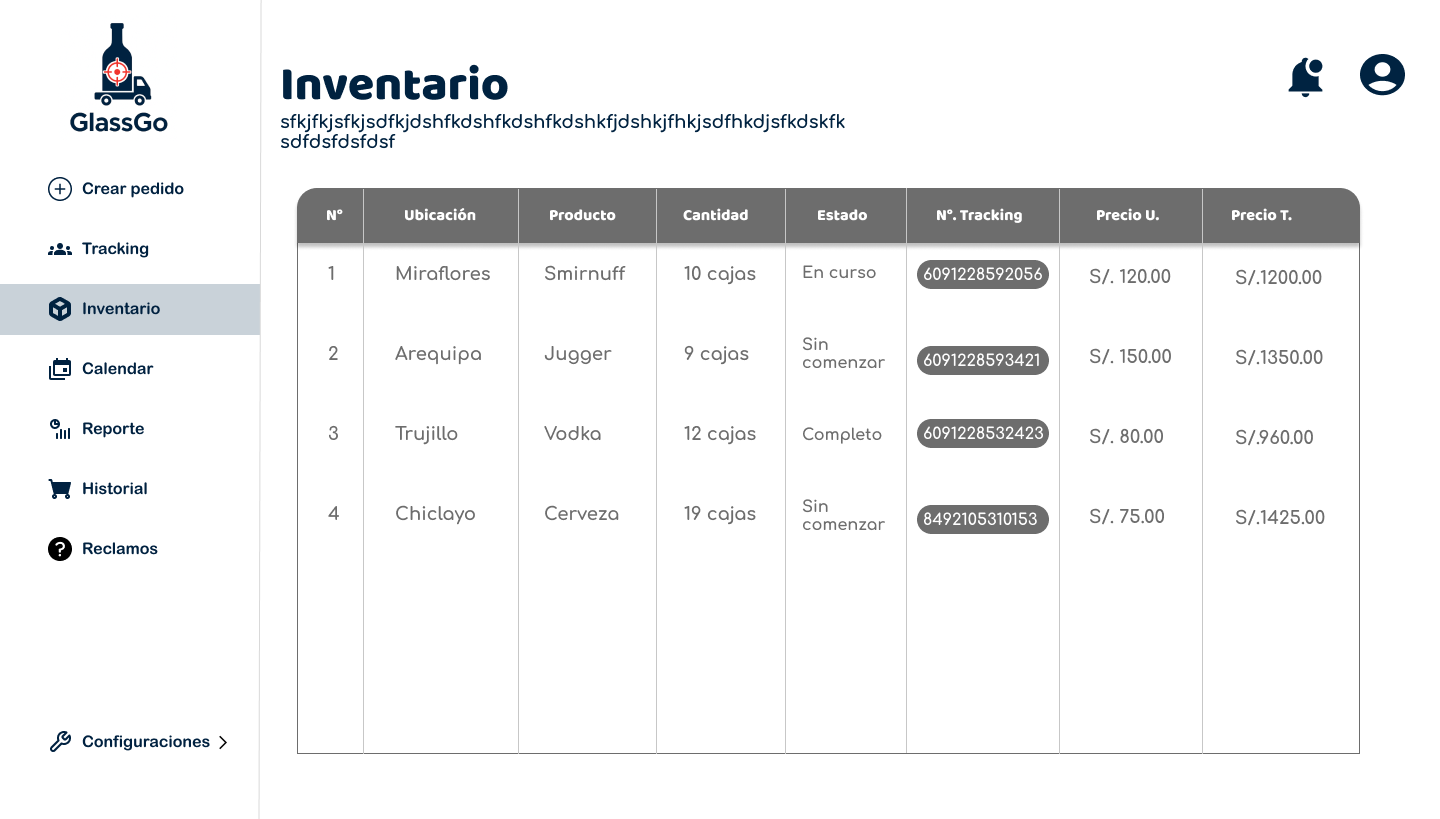 GlassGo
Crear pedido
Tracking
Inventario
Calendar
Reporte
Historial
Reclamos
Configuraciones
Inventario
sfkjfkjsfkjsdfkjdshfkdshfkdshfkdshkfjdshkjfhkjsdfhkdjsfkdskfk
sdfdsfdsfdsf
N° Ubicación Producto Cantidad Estado N°. Tracking Precio U. Precio T.
1 Miraflores Smirnuff 10 cajas En curso 6091228592056 S/. 120.00 S/.1200.00
2 Arequipa Jugger 9 cajas Sin comenzar 6091228593421 S/. 150.00 S/.1350.00
3 Trujillo Vodka 12 cajas Completo 6091228532423 S/. 80.00 S/.960.00
4 Chiclayo Cerveza 19 cajas Sin comenzar 8492105310153 S/. 75.00 S/.1425.00